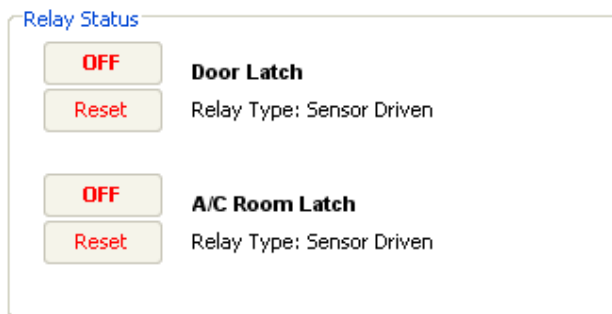 Relay Status
OFF
Door Latch
Reset
Relay Type: Sensor Driven
OFF
A/C Room Latch
Reset
Relay Type: Sensor Driven